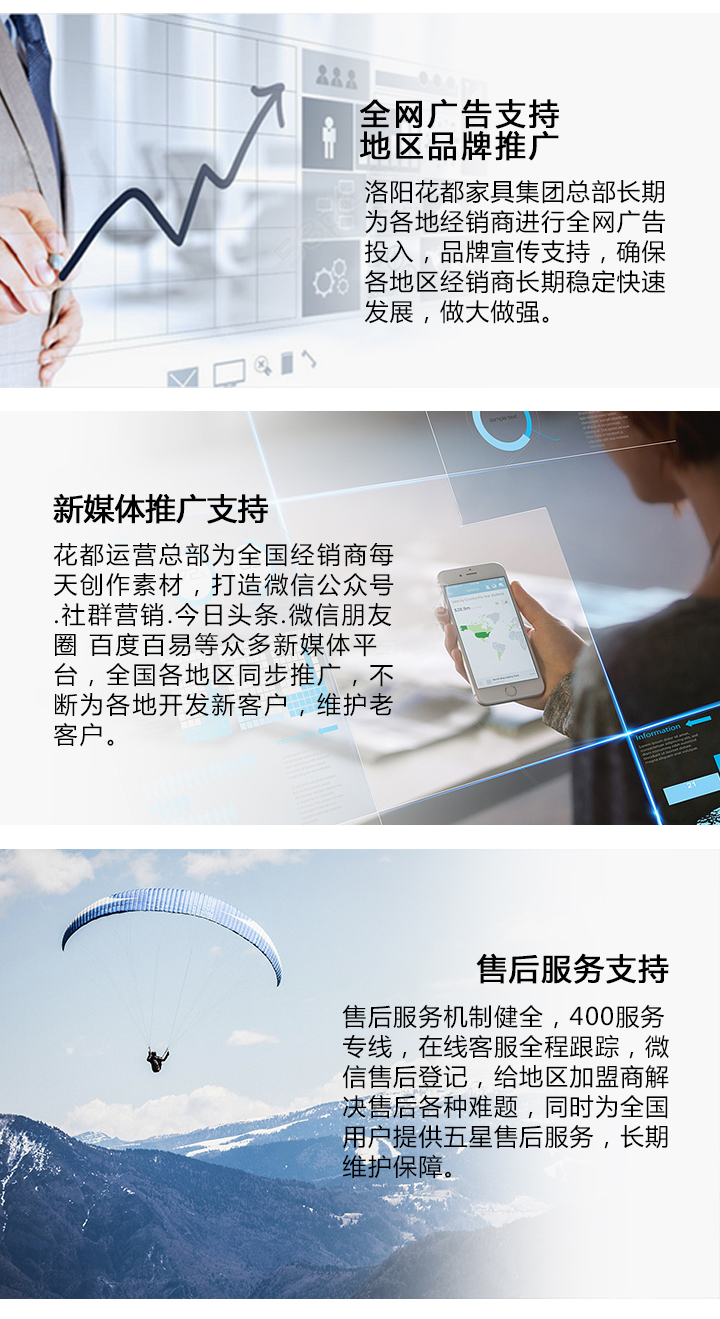 全网广告支持
地区品牌推广
洛阳花都家具集团总部长期
为各地经销商进行全网广告
投入，品牌宣传支持，确保
各地区经销商长期稳定快速
发展，做大做强。
新媒体推广支持
花都运营总部为全国经销商每
天创作素材，打造微信公众号
.社群营销.今日头条.微信朋友
圈 百度百易等众多新媒体平
台，全国各地区同步推广，不
断为各地开发新客户，维护老
客户。
Information
21
售后服务支持
售后服务机制健全，400服务
专线，在线客服全程跟踪，微
信售后登记，给地区加盟商解
决售后各种难题，同时为全国
用户提供五星售后服务，长期
维护保障。